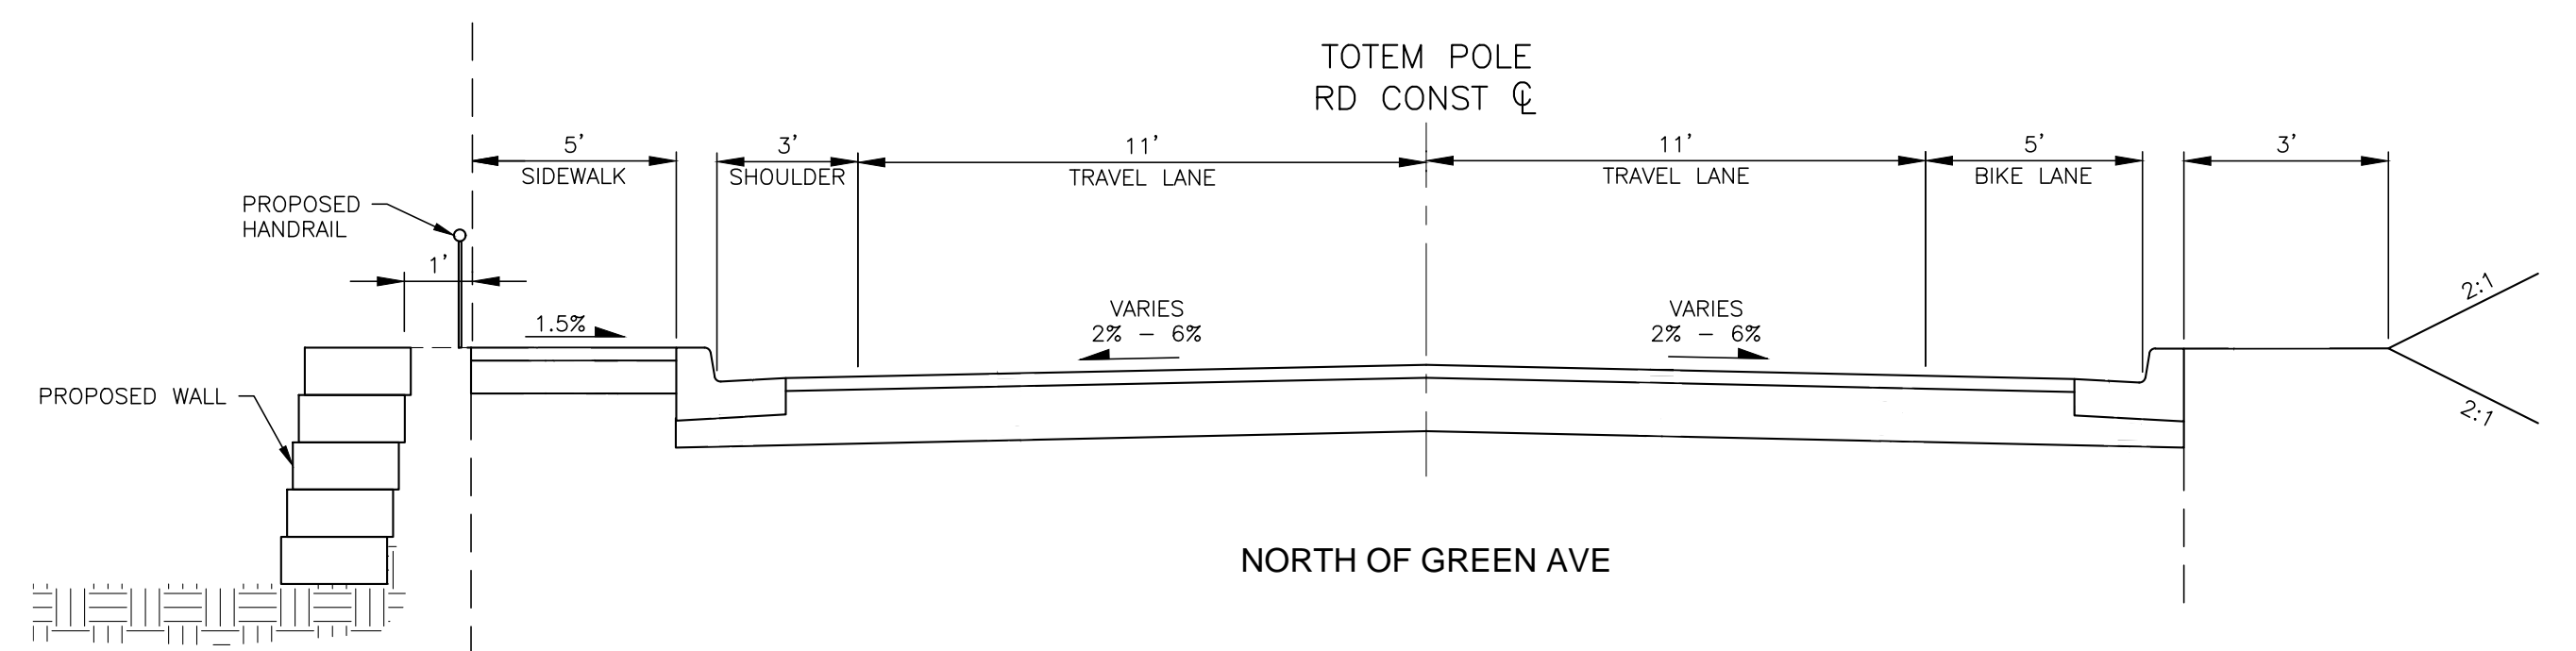 TOTEM POLE
RD CONST ℄
5'
SIDEWALK
3'
SHOULDER
11'
TRAVEL LANE
11'
TRAVEL LANE
5'
BIKE LANE
3'
PROPOSED
HANDRAIL
1'
1.5%
VARIES
2% - 6%
VARIES
2% - 6%
2:1
2:1
PROPOSED WALL
NORTH OF GREEN AVE